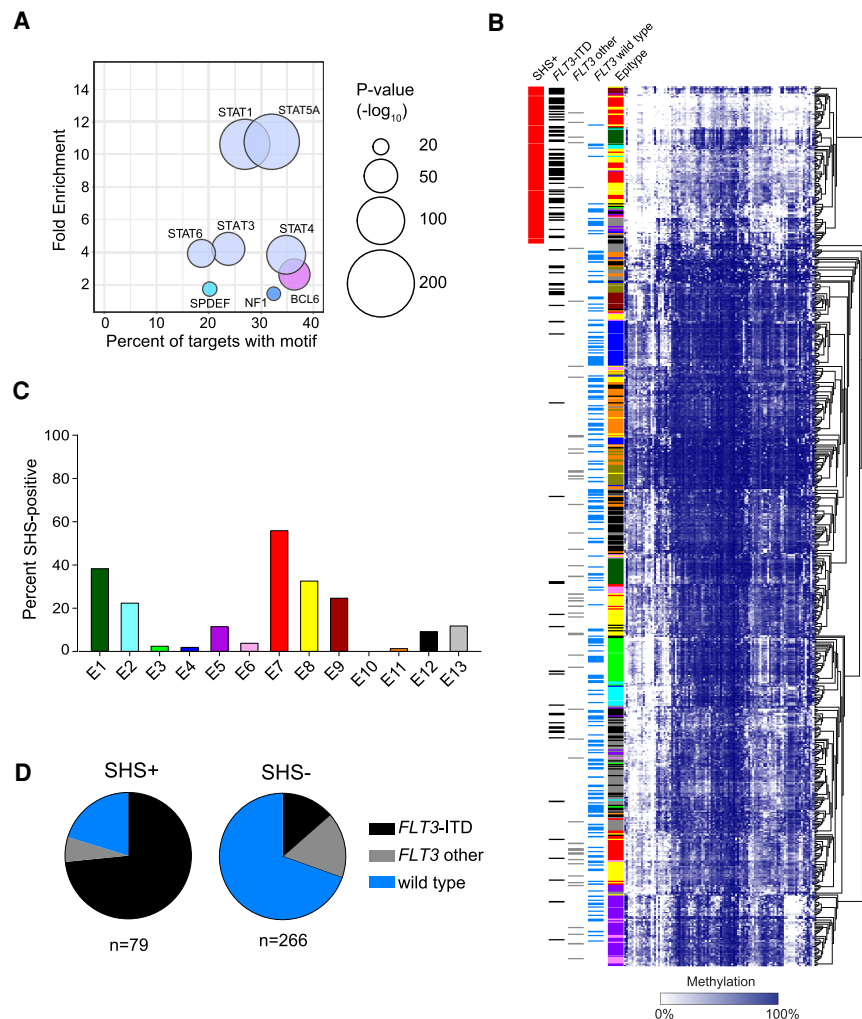 A
Fold Enrichment
14
12
10
8
6
4
2
STAT1
STAT5A
STAT6
STAT3
STAT4
SPDEF
NF1
BCL6
0 10 20 30 40
Percent of targets with motif
P-value
(-log10)
20
50
100
200
B
SHS+
FLT3-ITD
FLT3 other
FLT3 wild type
Epitype
Methylation
0% 100%
C
Percent SHS-positive
100
80
60
40
20
0
E1 E2 E3 E4 E5 E6 E7 E8 E9 E10 E11 E12 E13
D
SHS+ SHS-
FLT3-ITD
FLT3 other
wild type
n=79 n=266